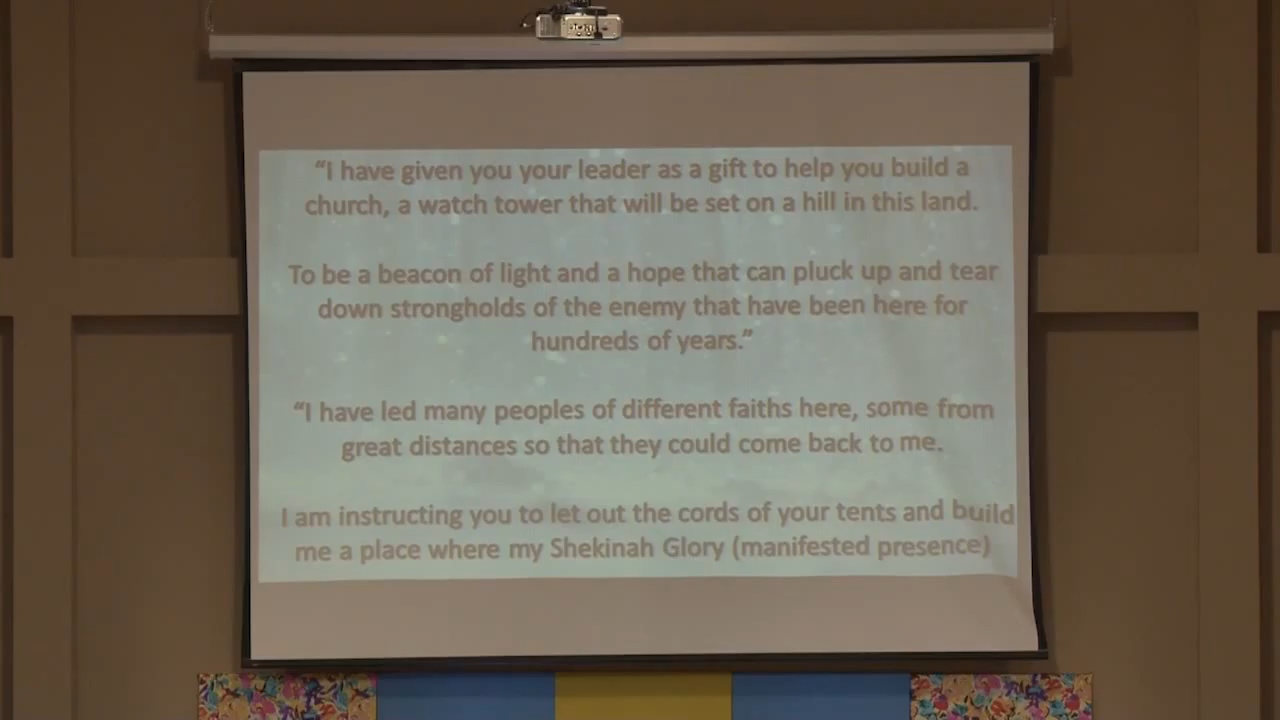 “I have given you your leader as a gift to help you build a
church, a watch tower that will be set on a hill in this land.
To be a beacon of light and a hope that can pluck up and tear
down strongholds of the enemy that have been here for
hundreds of years.”
“I have led many peoples of different faiths here, some from
great distances so that they could come back to me.
I am instructing you to let out the cords of your tents and build
me a place where my Shekinah Glory (manifested presence)